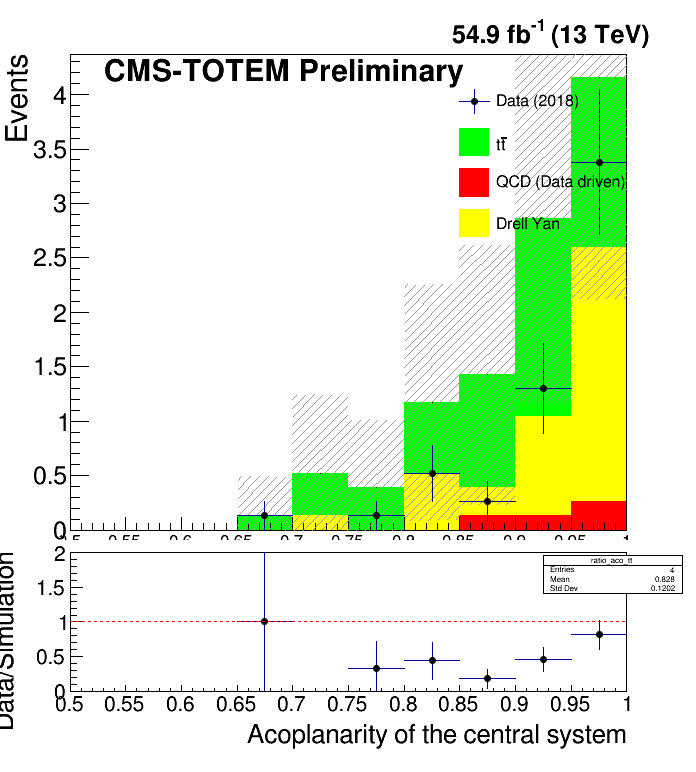 54.9 fb-1 (13 TeV)
CMS-TOTEM Preliminary
Events
4
3.5
3
2.5
2
1.5
1
0.5
0
Data (2018)
tt̄
QCD (Data driven)
Drell Yan
0.5 0.55 0.6 0.65 0.7 0.75 0.8 0.85 0.9 0.95 1
Data/Simulation
2
1.5
1
0.5
0
ratio_aco_tt
Entries 4
Mean 0.828
Std Dev 0.1202
0.5 0.55 0.6 0.65 0.7 0.75 0.8 0.85 0.9 0.95 1
Acoplanarity of the central system